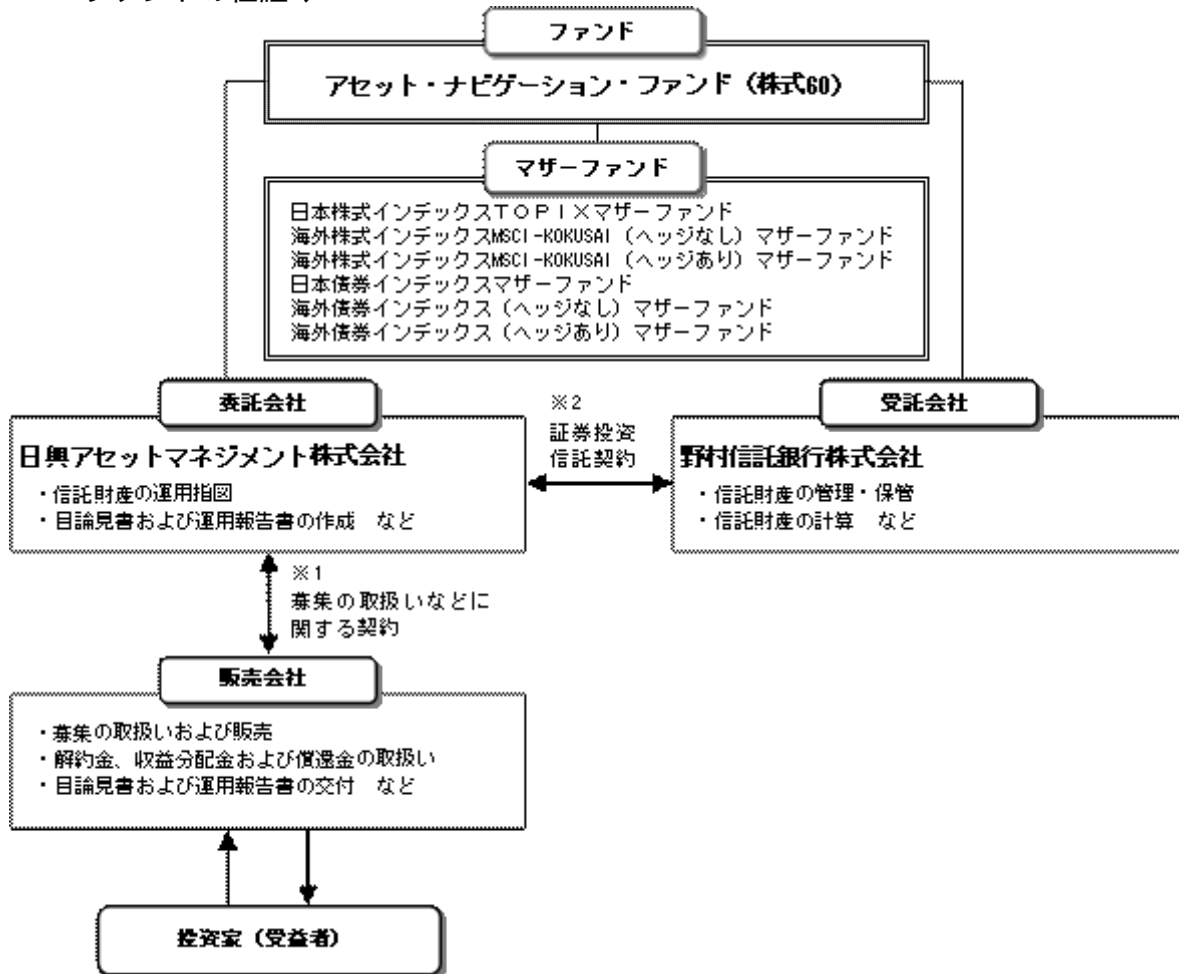 ファンドの仕組み
ファンド
アセット・ナビゲーション・ファンド（株式60）
マザーファンド
日本株式インデックスTOPIXマザーファンド
海外株式インデックスMSCI-KOKUSAI（ヘッジなし）マザーファンド
海外株式インデックスMSCI-KOKUSAI（ヘッジあり）マザーファンド
日本債券インデックスマザーファンド
海外債券インデックス（ヘッジなし）マザーファンド
海外債券インデックス（ヘッジあり）マザーファンド
委託会社
日興アセットマネジメント株式会社
・信託財産の運用指図
・目論見書および運用報告書の作成　など
※2
証券投資
信託契約
受託会社
野村信託銀行株式会社
・信託財産の管理・保管
・信託財産の計算　など
※1
募集の取扱いなどに
関する契約
販売会社
・募集の取扱いおよび販売
・解約金、収益分配金および償還金の取扱い
・目論見書および運用報告書の交付　など
投資家（受益者）